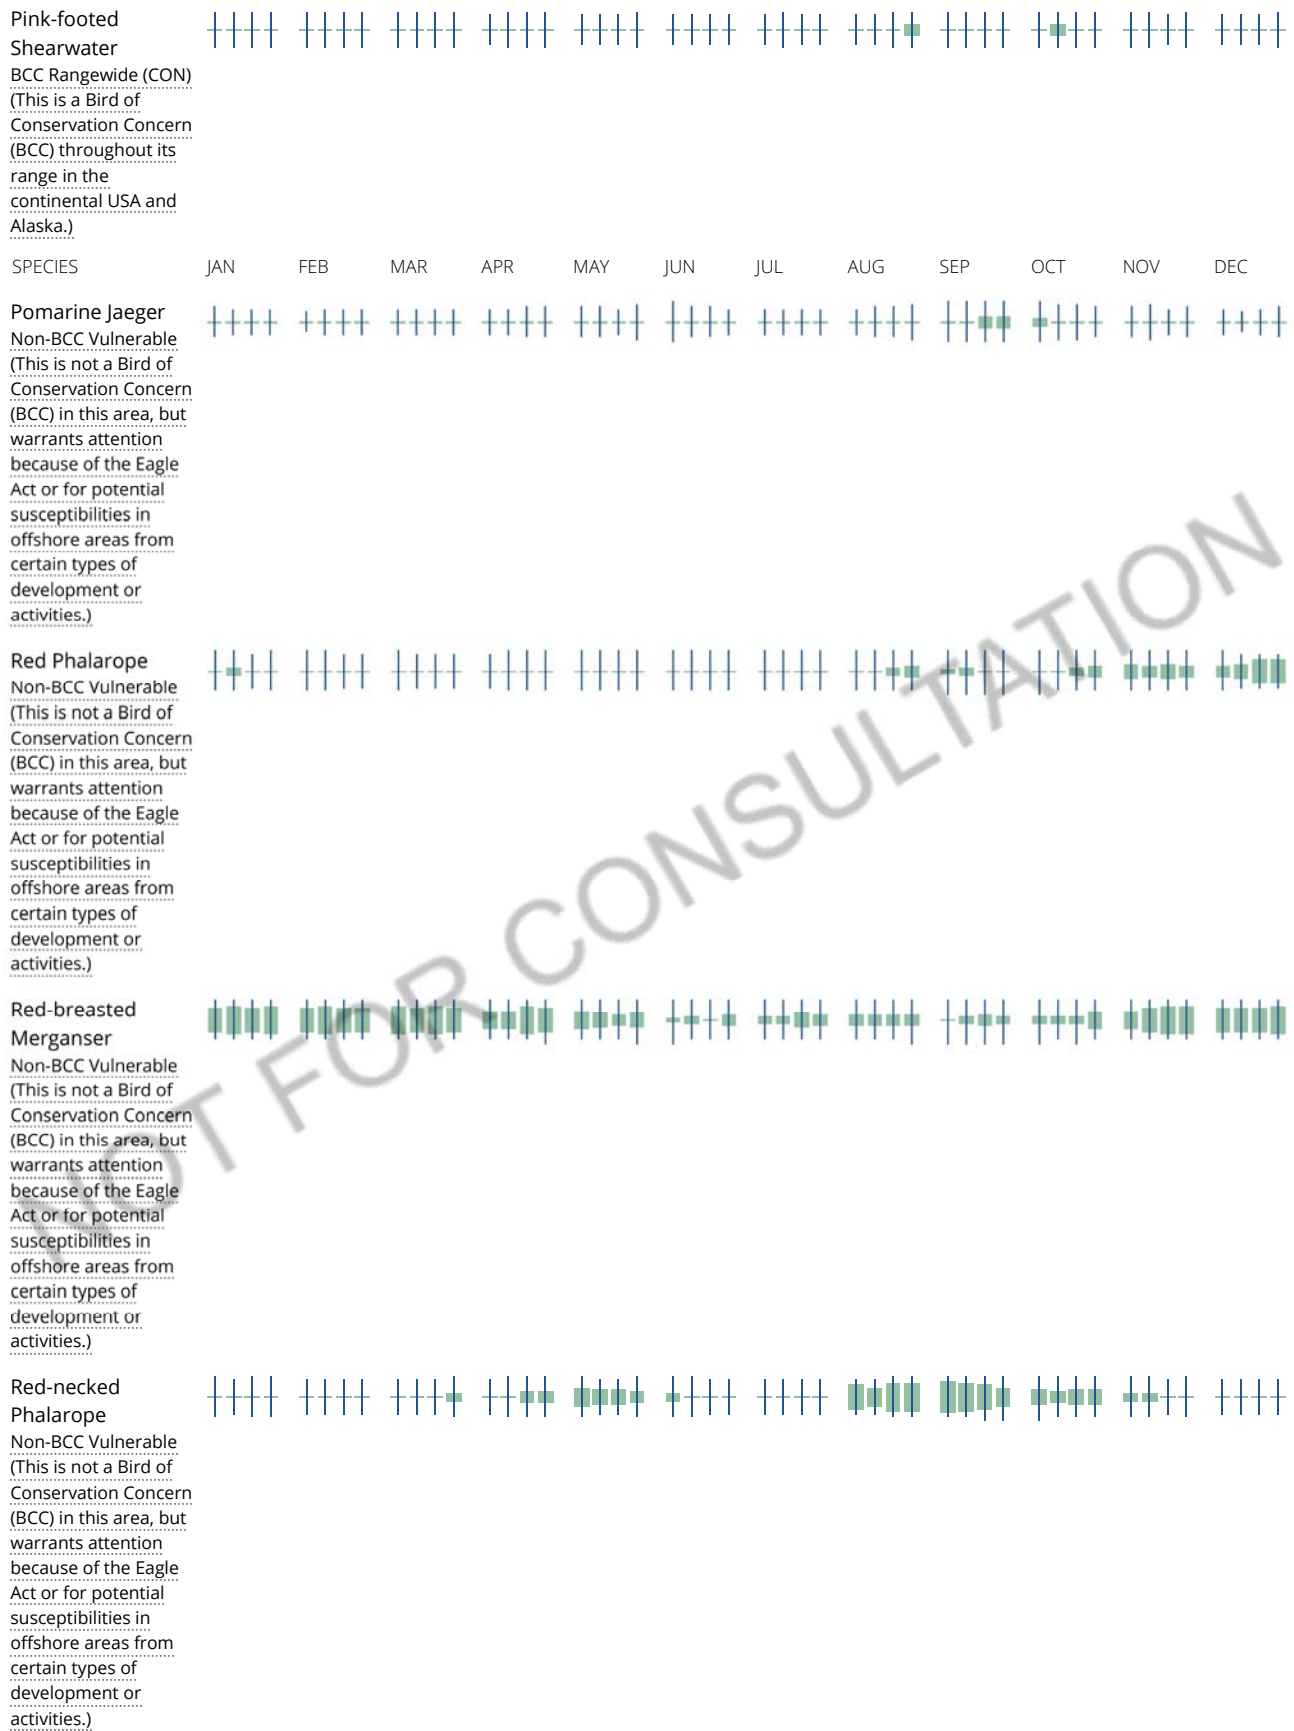 Pink-footed
Shearwater
BCC Rangewide (CON)
(This is a Bird of
Conservation Concern
(BCC) throughout its
range in the
continental USA and
Alaska.)
SPECIES JAN FEB MAR APR MAY JUN JUL AUG SEP OCT NOV DEC
Pomarine Jaeger
Non-BCC Vulnerable
(This is not a Bird of
Conservation Concern
(BCC) in this area, but
warrants attention
because of the Eagle
Act or for potential
susceptibilities in
offshore areas from
certain types of
development or
activities.)
Red Phalarope
Non-BCC Vulnerable
(This is not a Bird of
Conservation Concern
(BCC) in this area, but
warrants attention
because of the Eagle
Act or for potential
susceptibilities in
offshore areas from
certain types of
development or
activities.)
Red-breasted
Merganser
Non-BCC Vulnerable
(This is not a Bird of
Conservation Concern
(BCC) in this area, but
warrants attention
because of the Eagle
Act or for potential
susceptibilities in
offshore areas from
certain types of
development or
activities.)
Red-necked
Phalarope
Non-BCC Vulnerable
(This is not a Bird of
Conservation Concern
(BCC) in this area, but
warrants attention
because of the Eagle
Act or for potential
susceptibilities in
offshore areas from
certain types of
development or
activities.)
NOT FOR CONSULTATION